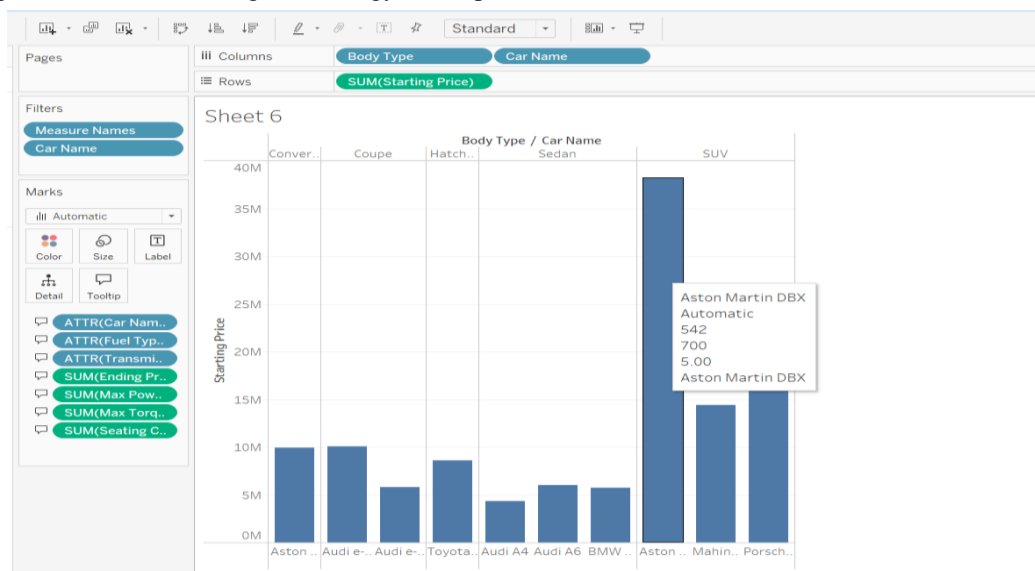 Standard
Pages
iii Columns
Body Type
Car Name
Rows
SUM(Starting Price)
Filters
Measure Names
Car Name
Marks
Automatic
Color
Size
Label
Detail
Tooltip
ATTR(Car Nam..
ATTR(Fuel Typ..
ATTR(Transmi..
SUM(Ending Pr..
SUM(Max Pow..
SUM(Max Torq..
SUM(Seating C..
Sheet 6
Body Type / Car Name
Conver.. Coupe Hatch.. Sedan SUV
40M
35M
30M
25M
20M
15M
10M
5M
0M
Starting Price
Aston Martin DBX
Automatic
542
700
5.00
Aston Martin DBX
Aston .. Audi e-.. Audi e-.. Toyota.. Audi A4 Audi A6 BMW .. Aston .. Mahin.. Porsch..